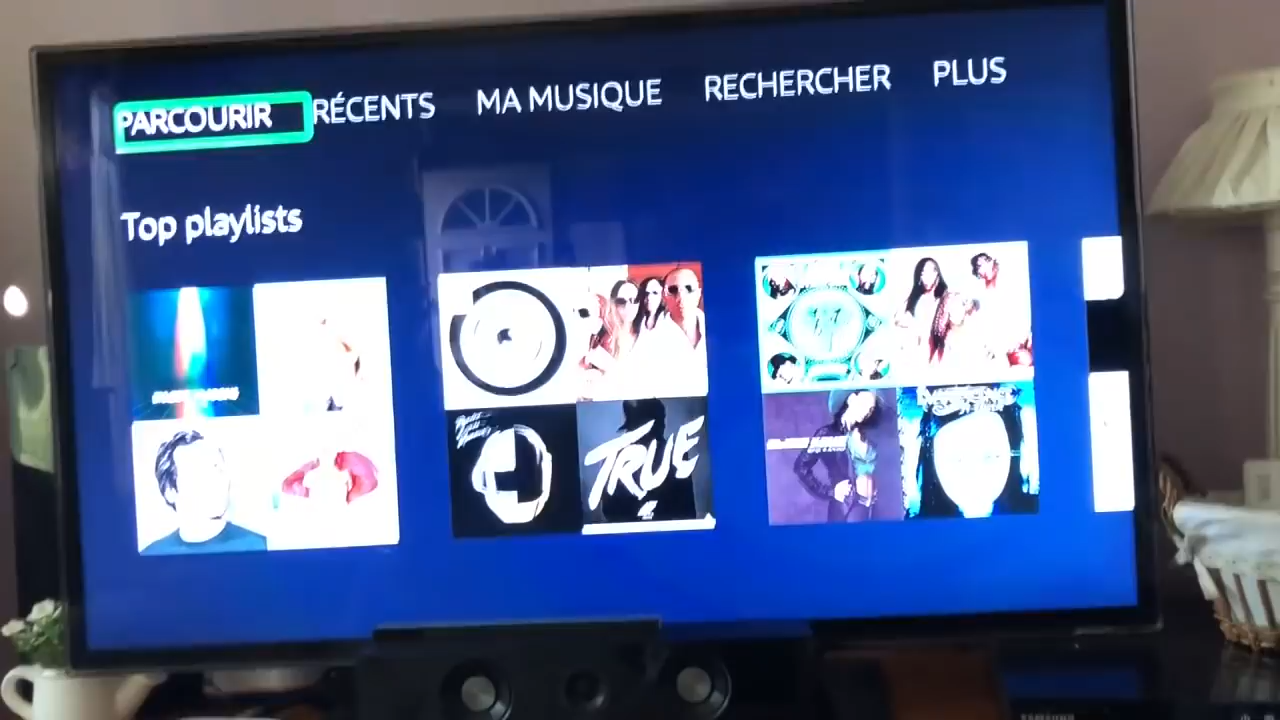 PARCOURIR RÉCENTS MA MUSIQUE RECHERCHER PLUS
Top playlists
TRUE